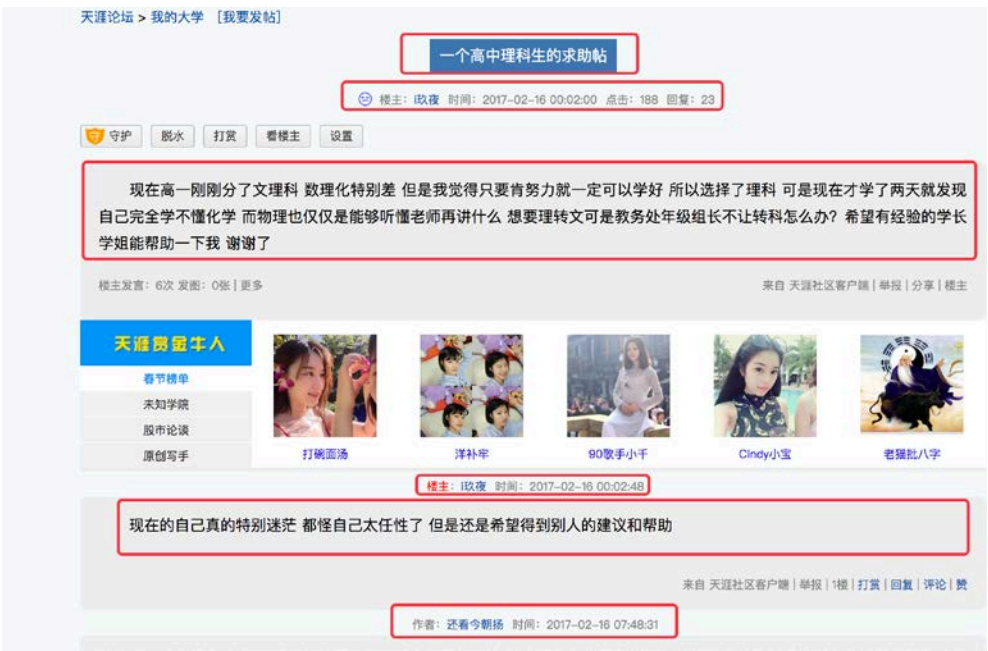 天涯论坛 > 我的大学 [我要发帖]
一个高中理科生的求助帖
楼主：i玖夜 时间：2017-02-16 00:02:00 点击：188 回复：23
守护 脱水 打赏 看楼主 设置
现在高一刚刚分了文理科 数理化特别差 但是我觉得只要肯努力就一定可以学好 所以选择了理科 可是现在才学了两天就发现
自己完全学不懂化学 而物理也仅仅是能够听懂老师再讲什么 想要理转文可是教务处年级组长不让转科怎么办？希望有经验的学长
学姐能帮助一下我 谢谢了
楼主发言：6次 发图：0张 | 更多 来自 天涯社区客户端 | 举报 | 分享 | 楼主
天涯赏金牛人
春节榜单
未知学院
股市论谈
原创写手
打碗面汤 洋补牢 90歌手小千 Cindy小宝 老猫批八字
楼主：i玖夜 时间：2017-02-16 00:02:48
现在的自己真的特别迷茫 都怪自己太任性了 但是还是希望得到别人的建议和帮助
来自 天涯社区客户端 | 举报 | 1楼 | 打赏 | 回复 | 评论 | 赞
作者：还看今朝扬 时间：2017-02-16 07:48:31